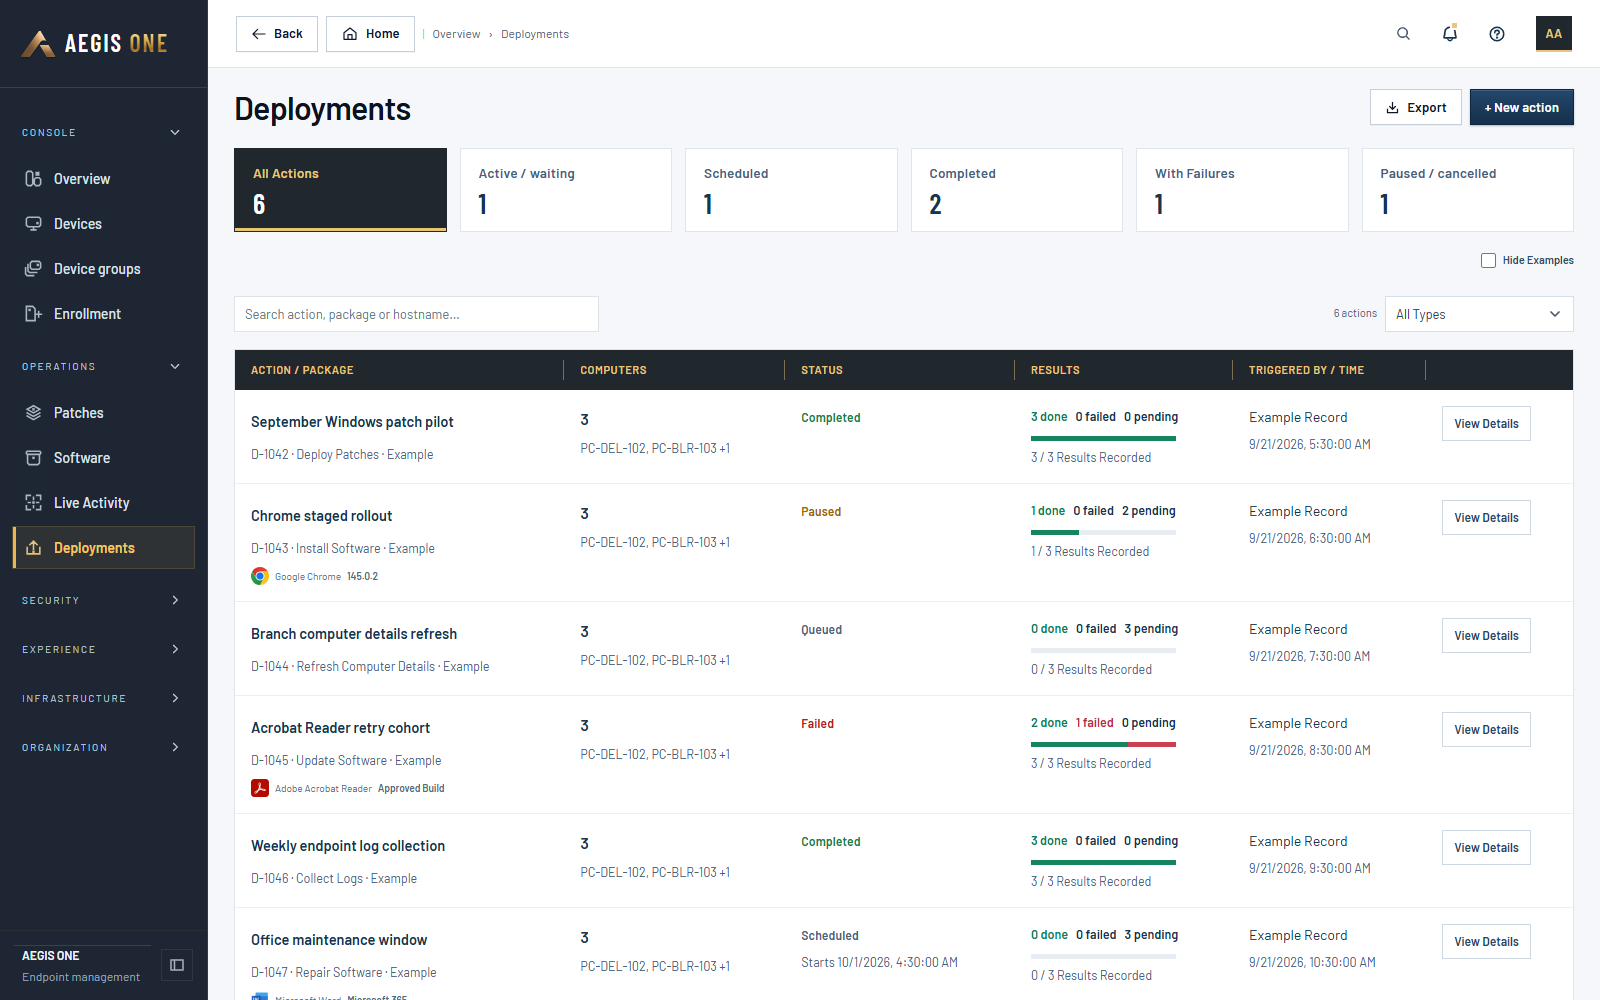 AEGIS ONE
CONSOLE
Overview
Devices
Device groups
Enrollment
OPERATIONS
Patches
Software
Live Activity
Deployments
SECURITY
EXPERIENCE
INFRASTRUCTURE
ORGANIZATION
AEGIS ONE
Endpoint management
Back
Home
Overview › Deployments
AA
Deployments
Export
+ New action
All Actions
6
Active / waiting
1
Scheduled
1
Completed
2
With Failures
1
Paused / cancelled
1
Hide Examples
Search action, package or hostname...
6 actions
All Types
ACTION / PACKAGE COMPUTERS STATUS RESULTS TRIGGERED BY / TIME
September Windows patch pilot
D-1042 · Deploy Patches · Example
3
PC-DEL-102, PC-BLR-103 +1
Completed
3 done 0 failed 0 pending
3 / 3 Results Recorded
Example Record
9/21/2026, 5:30:00 AM
View Details
Chrome staged rollout
D-1043 · Install Software · Example
Google Chrome 145.0.2
3
PC-DEL-102, PC-BLR-103 +1
Paused
1 done 0 failed 2 pending
1 / 3 Results Recorded
Example Record
9/21/2026, 6:30:00 AM
View Details
Branch computer details refresh
D-1044 · Refresh Computer Details · Example
3
PC-DEL-102, PC-BLR-103 +1
Queued
0 done 0 failed 3 pending
0 / 3 Results Recorded
Example Record
9/21/2026, 7:30:00 AM
View Details
Acrobat Reader retry cohort
D-1045 · Update Software · Example
Adobe Acrobat Reader Approved Build
3
PC-DEL-102, PC-BLR-103 +1
Failed
2 done 1 failed 0 pending
3 / 3 Results Recorded
Example Record
9/21/2026, 8:30:00 AM
View Details
Weekly endpoint log collection
D-1046 · Collect Logs · Example
3
PC-DEL-102, PC-BLR-103 +1
Completed
3 done 0 failed 0 pending
3 / 3 Results Recorded
Example Record
9/21/2026, 9:30:00 AM
View Details
Office maintenance window
D-1047 · Repair Software · Example
Microsoft Word Microsoft 365
3
PC-DEL-102, PC-BLR-103 +1
Scheduled
Starts 10/1/2026, 4:30:00 AM
0 done 0 failed 3 pending
0 / 3 Results Recorded
Example Record
9/21/2026, 10:30:00 AM
View Details